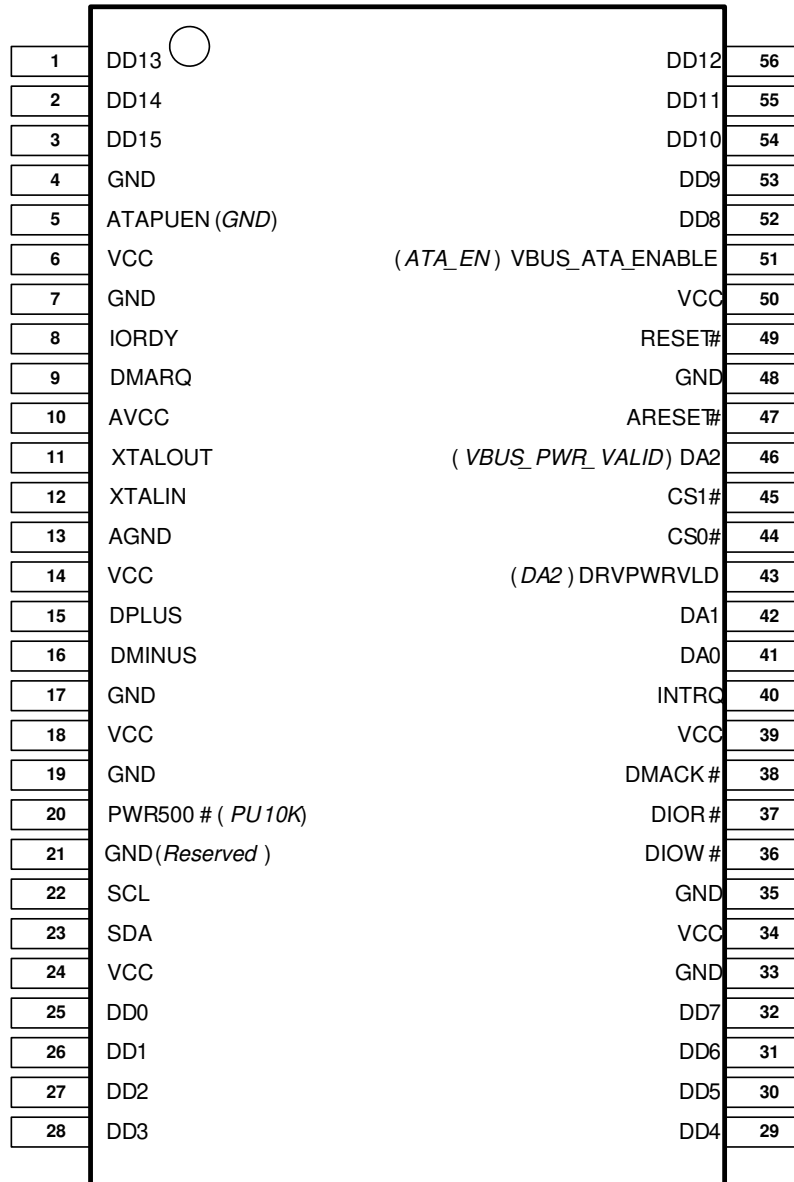 1 DD13 DD12 56
2 DD14 DD11 55
3 DD15 DD10 54
4 GND DD9 53
5 ATAPUEN (GND) DD8 52
6 VCC (ATA_EN) VBUS_ATA_ENABLE 51
7 GND VCC 50
8 IORDY RESET# 49
9 DMARQ GND 48
10 AVCC ARESET# 47
11 XTALOUT (VBUS_PWR_VALID) DA2 46
12 XTALIN CS1# 45
13 AGND CS0# 44
14 VCC (DA2) DRVPWRVLD 43
15 DPLUS DA1 42
16 DMINUS DA0 41
17 GND INTRQ 40
18 VCC VCC 39
19 GND DMACK # 38
20 PWR500 # ( PU 10K) DIOR # 37
21 GND (Reserved ) DIOW # 36
22 SCL GND 35
23 SDA VCC 34
24 VCC GND 33
25 DD0 DD7 32
26 DD1 DD6 31
27 DD2 DD5 30
28 DD3 DD4 29